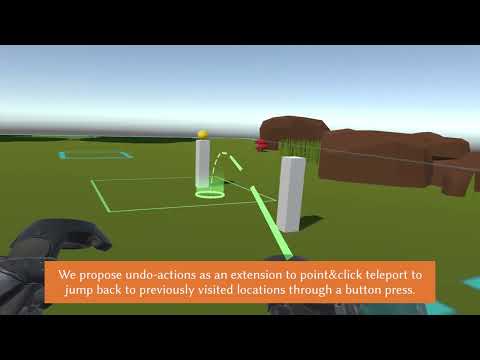 We propose undo-actions as an extension to point&click teleport to
jump back to previously visited locations through a button press.